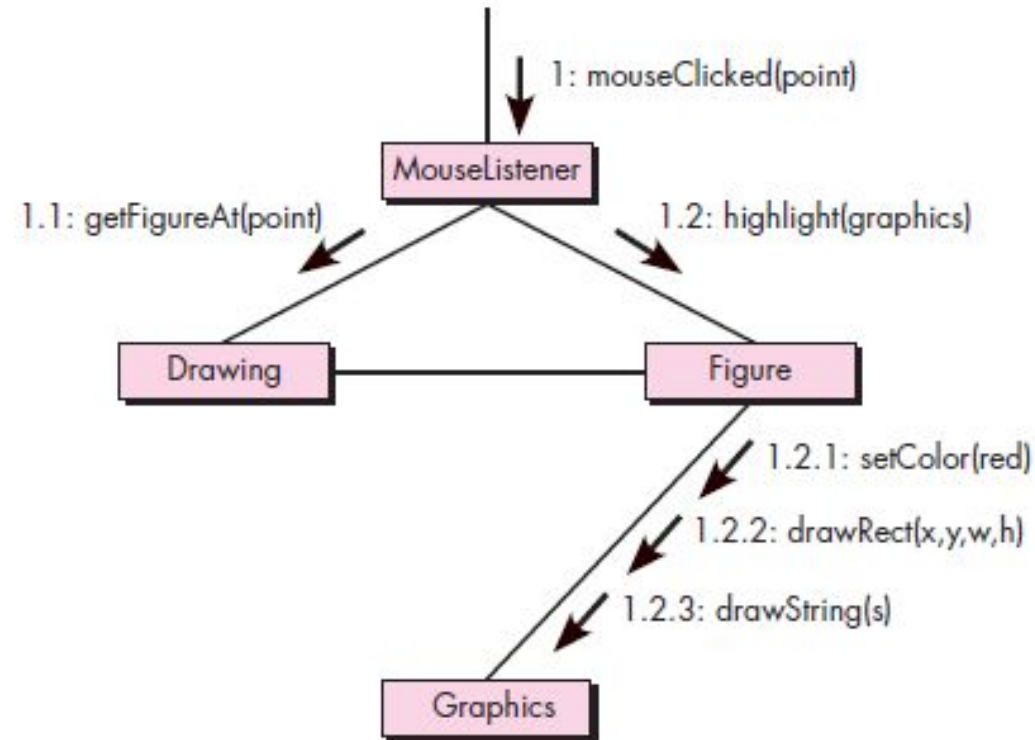 1: mouseClicked(point)
MouseListener
1.1: getFigureAt(point)
1.2: highlight(graphics)
Drawing
Figure
1.2.1: setColor(red)
1.2.2: drawRect(x,y,w,h)
1.2.3: drawString(s)
Graphics